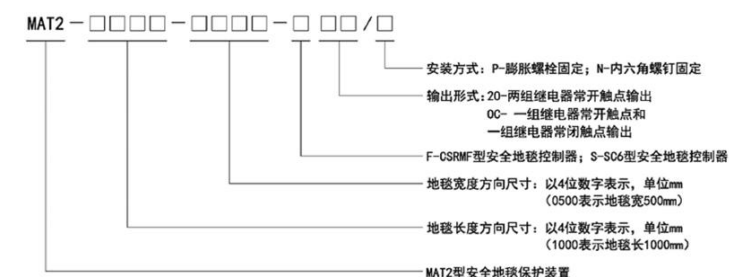 MAT2-□□□□-□□□□-□ □□/□
安装方式：P-膨胀螺栓固定；N-内六角螺钉固定
输出形式：2O-两组继电器常开触点输出
OC- 一组继电器常开触点和
一组继电器常闭触点输出
F-CSRMF型安全地毯控制器；S-SC6型安全地毯控制器
地毯宽度方向尺寸：以4位数字表示，单位mm
（0500表示地毯宽500mm）
地毯长度方向尺寸：以4位数字表示，单位mm
（1000表示地毯长1000mm）
MAT2型安全地毯保护装置